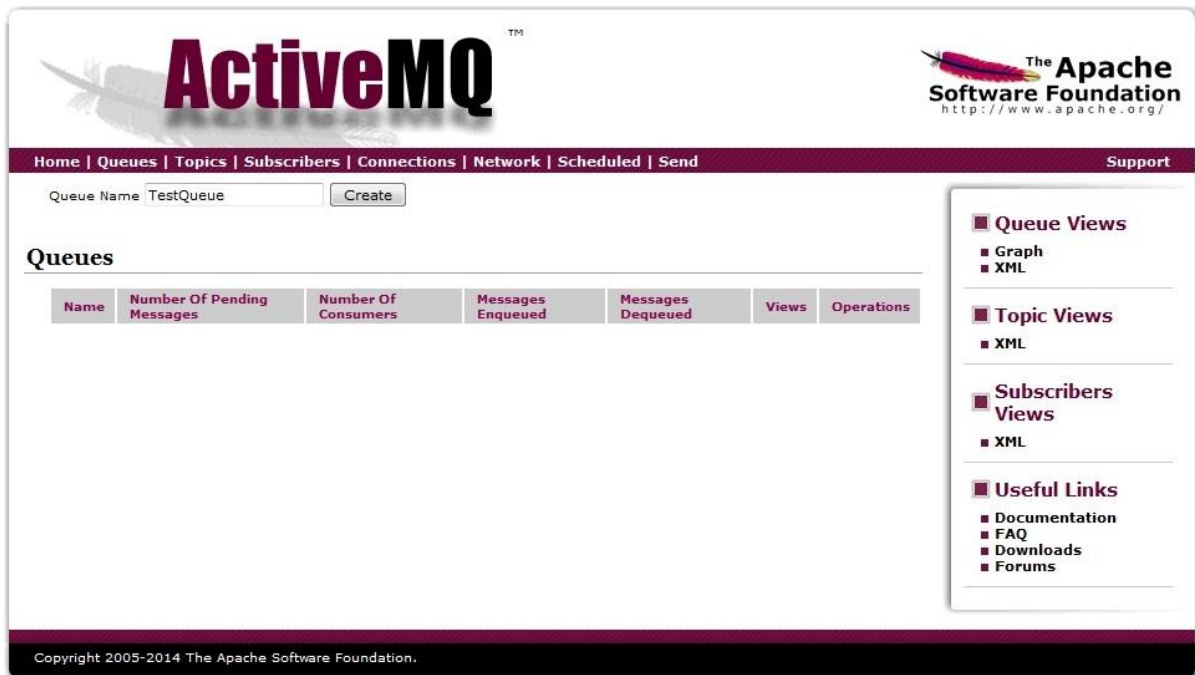 ActiveMQ TM
The Apache
Software Foundation
http://www.apache.org/
Home | Queues | Topics | Subscribers | Connections | Network | Scheduled | Send
Support
Queue Name TestQueue Create
Queues
Name
Number Of Pending
Messages
Number Of
Consumers
Messages
Enqueued
Messages
Dequeued
Views
Operations
Queue Views
Graph
XML
Topic Views
XML
Subscribers
Views
XML
Useful Links
Documentation
FAQ
Downloads
Forums
Copyright 2005-2014 The Apache Software Foundation.